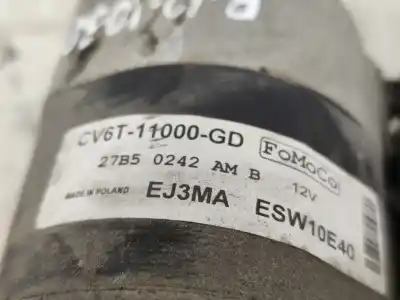 CV6T-11000-GD FoMoCo
27B5 0242 AM B 12V
MADE IN POLAND EJ3MA ESW10E40